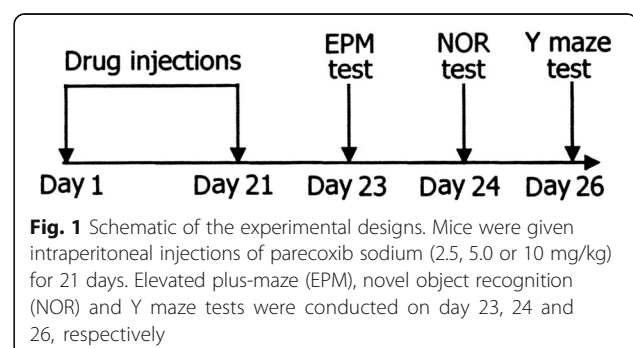 Drug injections
EPM test
NOR test
Y maze test
Day 1
Day 21
Day 23
Day 24
Day 26
Fig. 1 Schematic of the experimental designs. Mice were given
intraperitoneal injections of parecoxib sodium (2.5, 5.0 or 10 mg/kg)
for 21 days. Elevated plus-maze (EPM), novel object recognition
(NOR) and Y maze tests were conducted on day 23, 24 and
26, respectively